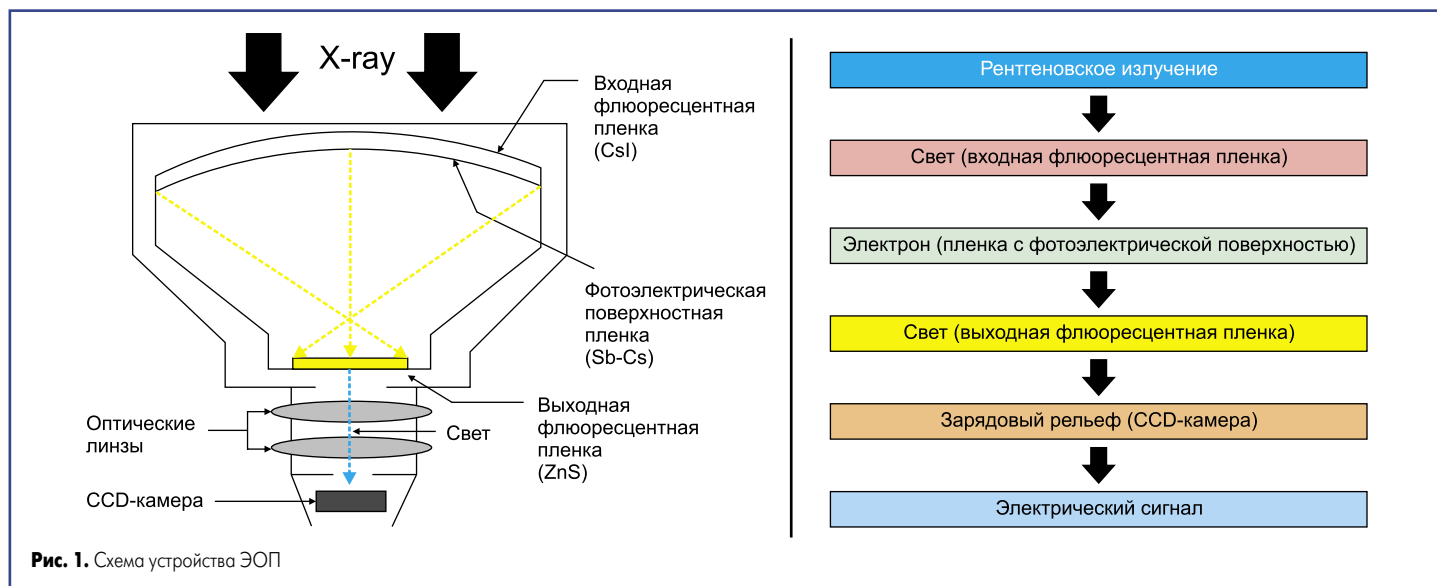 X-ray
Входная
флюоресцентная
пленка
(CsI)
Фотоэлектрическая
поверхностная
пленка
(Sb-Cs)
Выходная
флюоресцентная
пленка
(ZnS)
Оптические
линзы
Свет
CCD-камера
Рентгеновское излучение
Свет (входная флюоресцентная пленка)
Электрон (пленка с фотоэлектрической поверхностью)
Свет (выходная флюоресцентная пленка)
Зарядовый рельеф (CCD-камера)
Электрический сигнал
Рис. 1. Схема устройства ЭОП